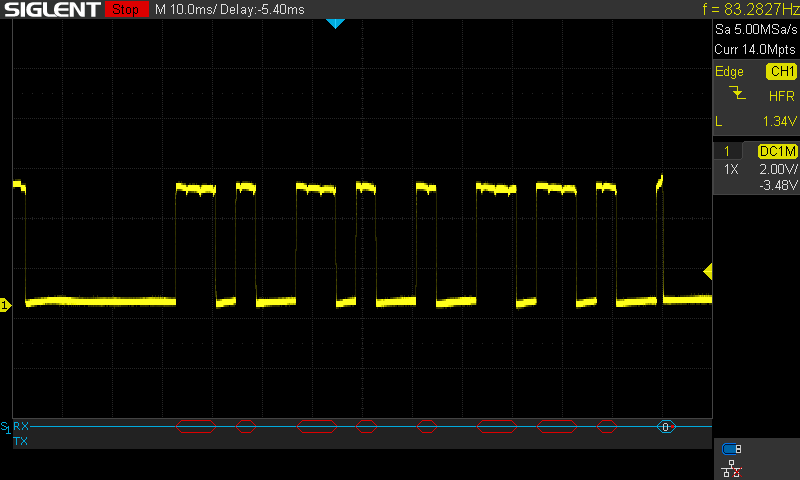 SIGLENT Stop M 10.0ms/ Delay:-5.40ms f = 83.2827Hz
Sa 5.00MSa/s
Curr 14.0Mpts
Edge CH1
HFR
L 1.34V
1 DC1M
1X 2.00V/
-3.48V
1
S1 RX 0
TX